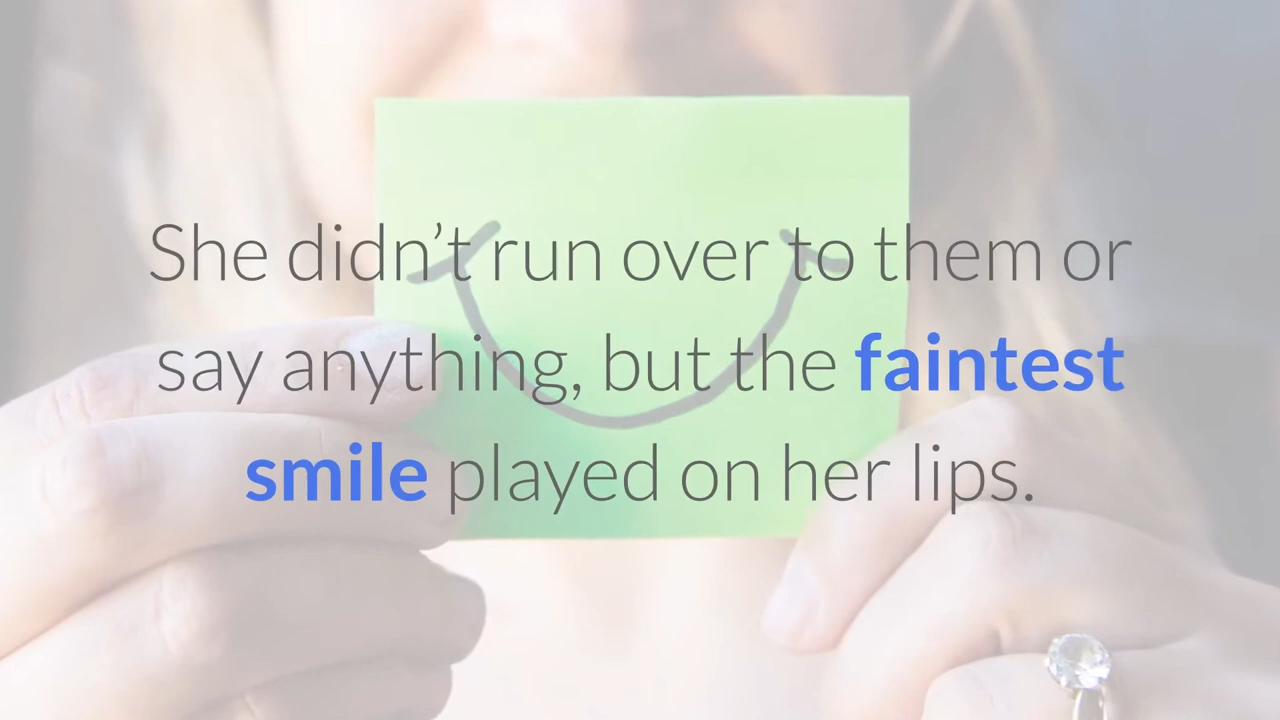 She didn’t run over to them or
say anything, but the faintest
smile played on her lips.